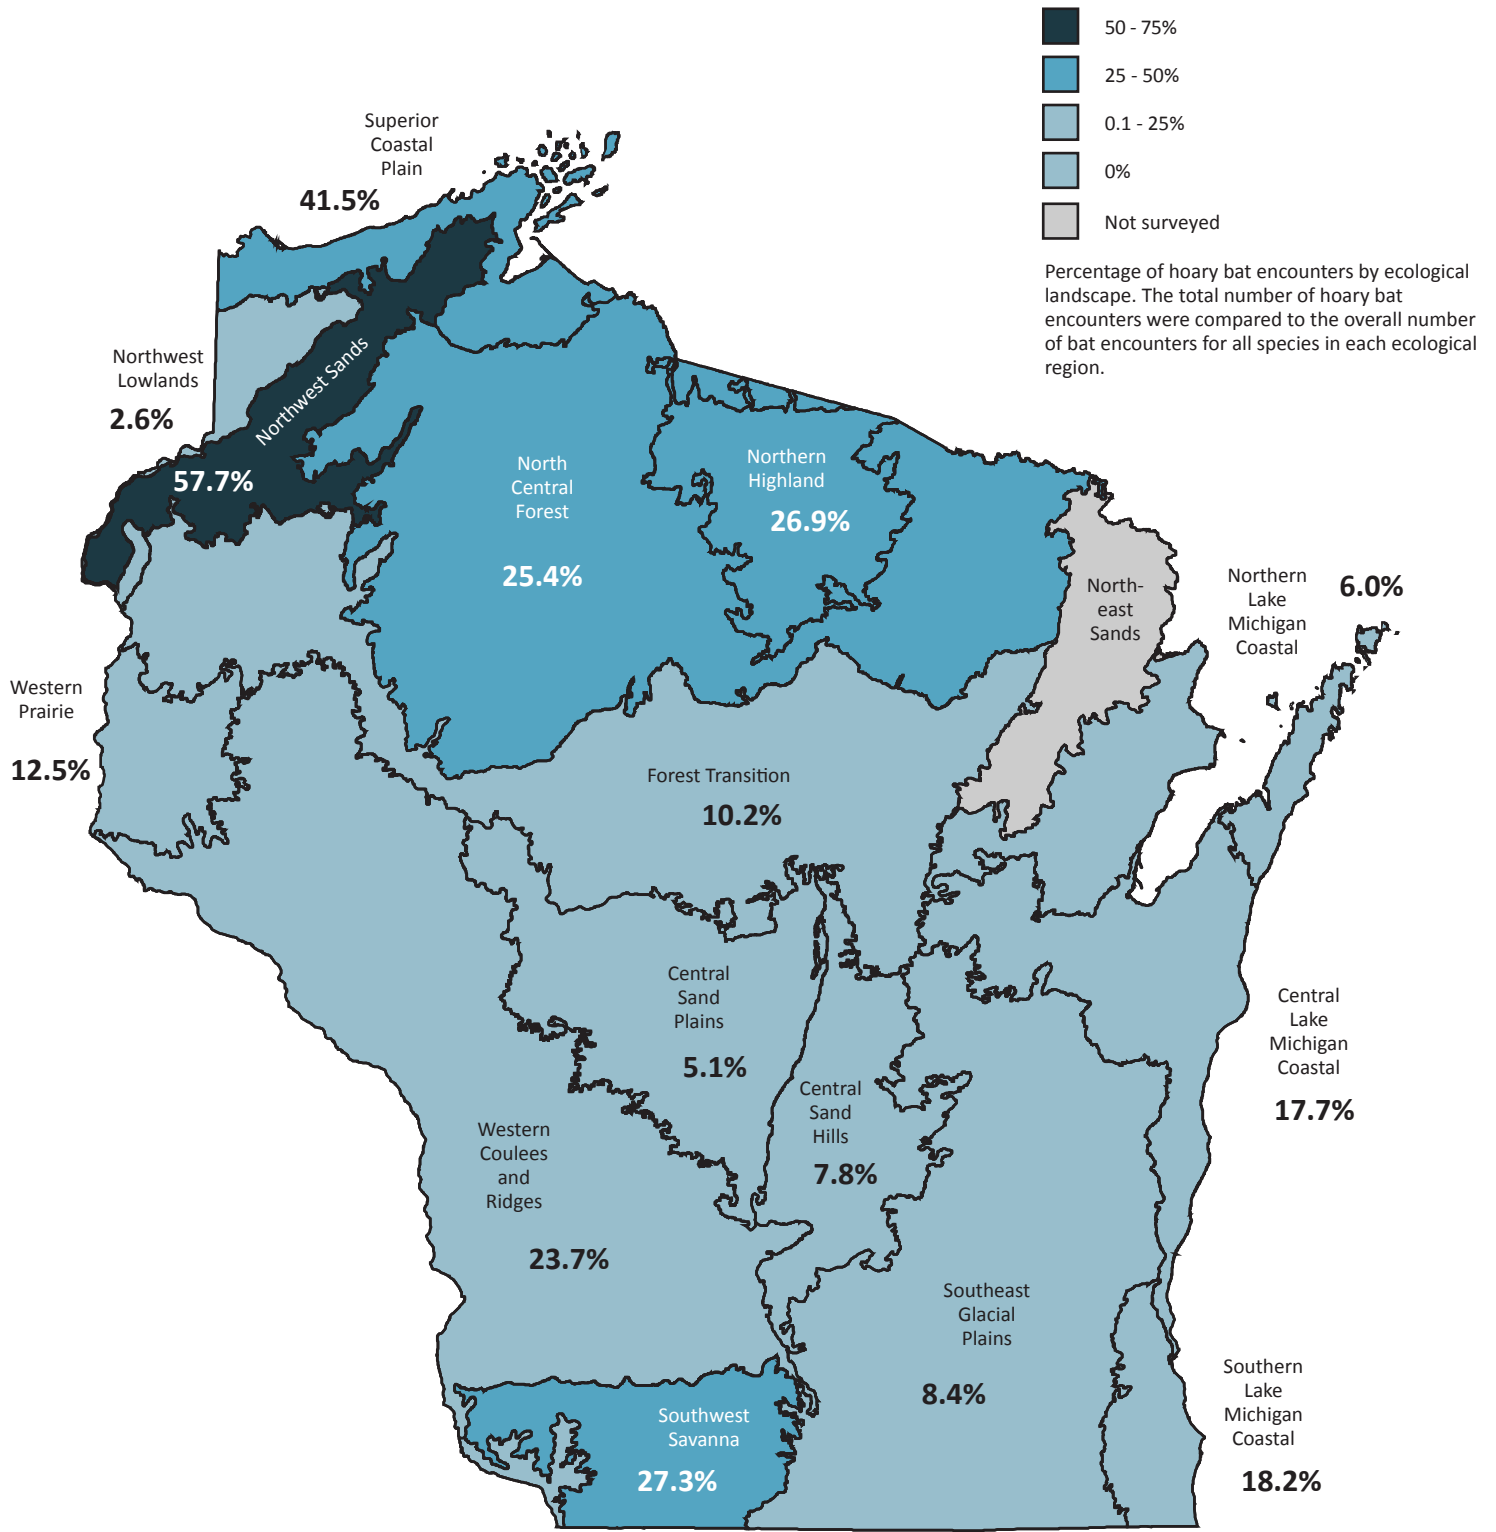 50 - 75%
25 - 50%
0.1 - 25%
0%
Not surveyed
Percentage of hoary bat encounters by ecological
landscape. The total number of hoary bat
encounters were compared to the overall number
of bat encounters for all species in each ecological
region.
Superior
Coastal
Plain
41.5%
Northwest
Lowlands
2.6%
Northwest Sands
57.7%
North
Central
Forest
25.4%
Northern
Highland
26.9%
North-
east
Sands
Northern
Lake
Michigan
Coastal
6.0%
Western
Prairie
12.5%
Forest Transition
10.2%
Central
Sand
Plains
5.1%
Central
Sand
Hills
7.8%
Central
Lake
Michigan
Coastal
17.7%
Western
Coulees
and
Ridges
23.7%
Southeast
Glacial
Plains
8.4%
Southwest
Savanna
27.3%
Southern
Lake
Michigan
Coastal
18.2%